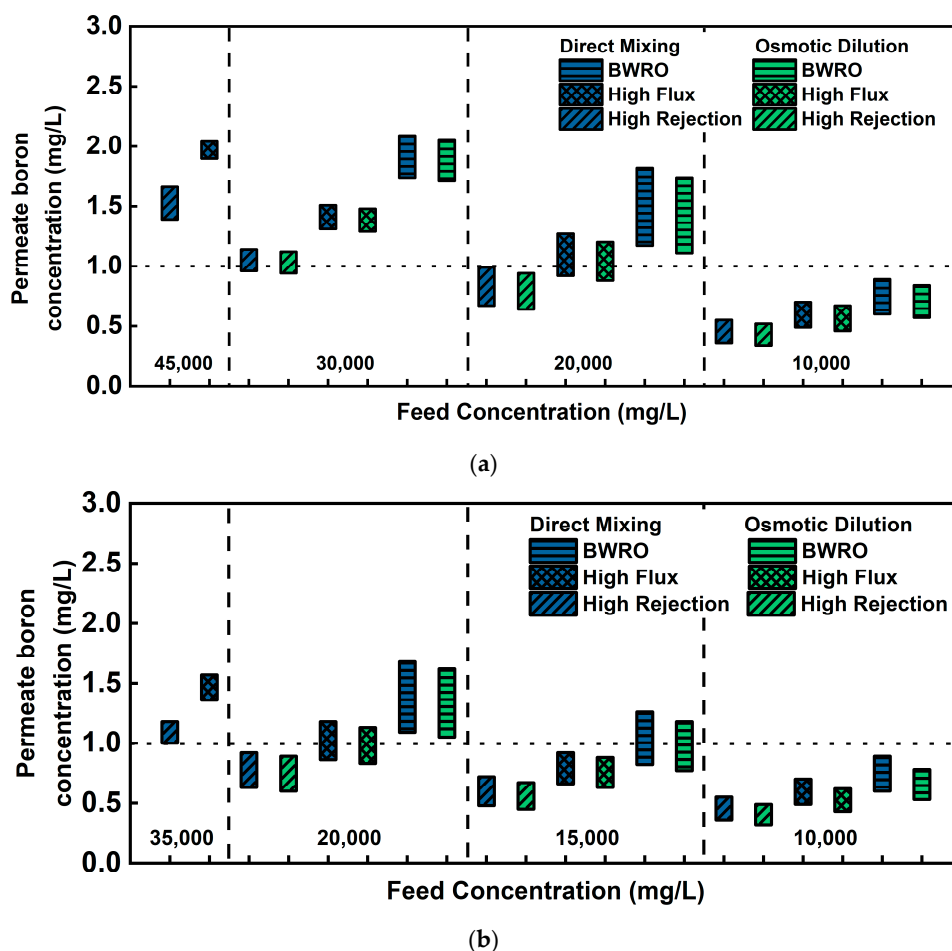 3.0
2.5
2.0
1.5
1.0
0.5
0.0
Permeate boron
concentration (mg/L)
Direct Mixing
BWRO
High Flux
High Rejection
Osmotic Dilution
BWRO
High Flux
High Rejection
45,000
30,000
20,000
10,000
Feed Concentration (mg/L)
(a)
3.0
2.5
2.0
1.5
1.0
0.5
0.0
Permeate boron
concentration (mg/L)
Direct Mixing
BWRO
High Flux
High Rejection
Osmotic Dilution
BWRO
High Flux
High Rejection
35,000
20,000
15,000
10,000
Feed Concentration (mg/L)
(b)